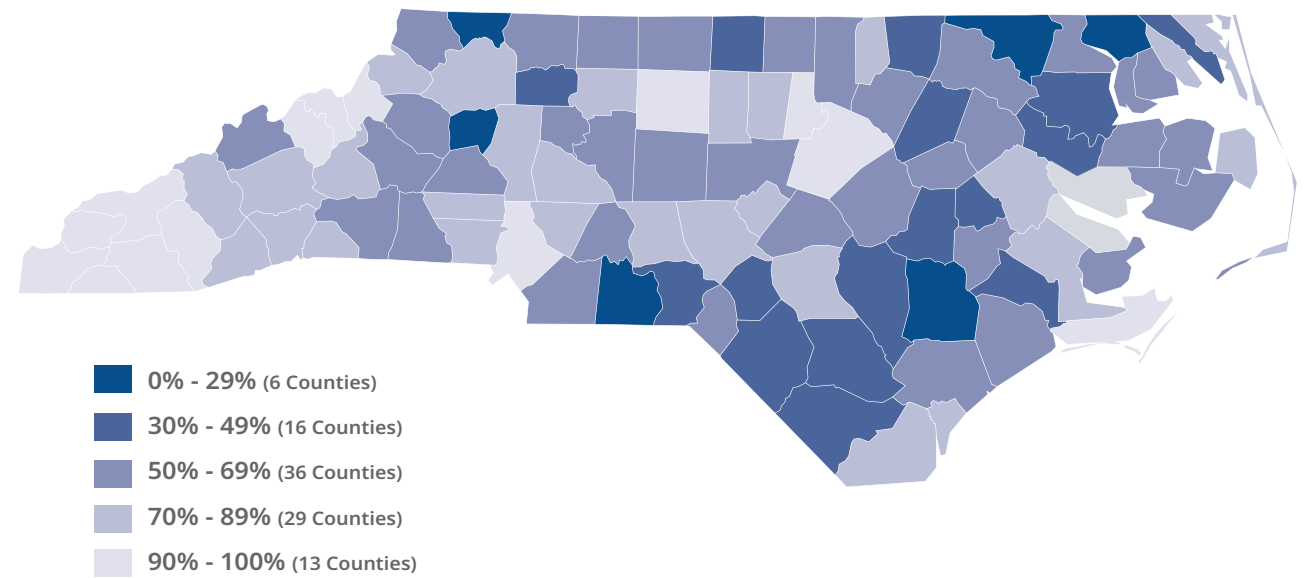 0% - 29% (6 Counties)
30% - 49% (16 Counties)
50% - 69% (36 Counties)
70% - 89% (29 Counties)
90% - 100% (13 Counties)